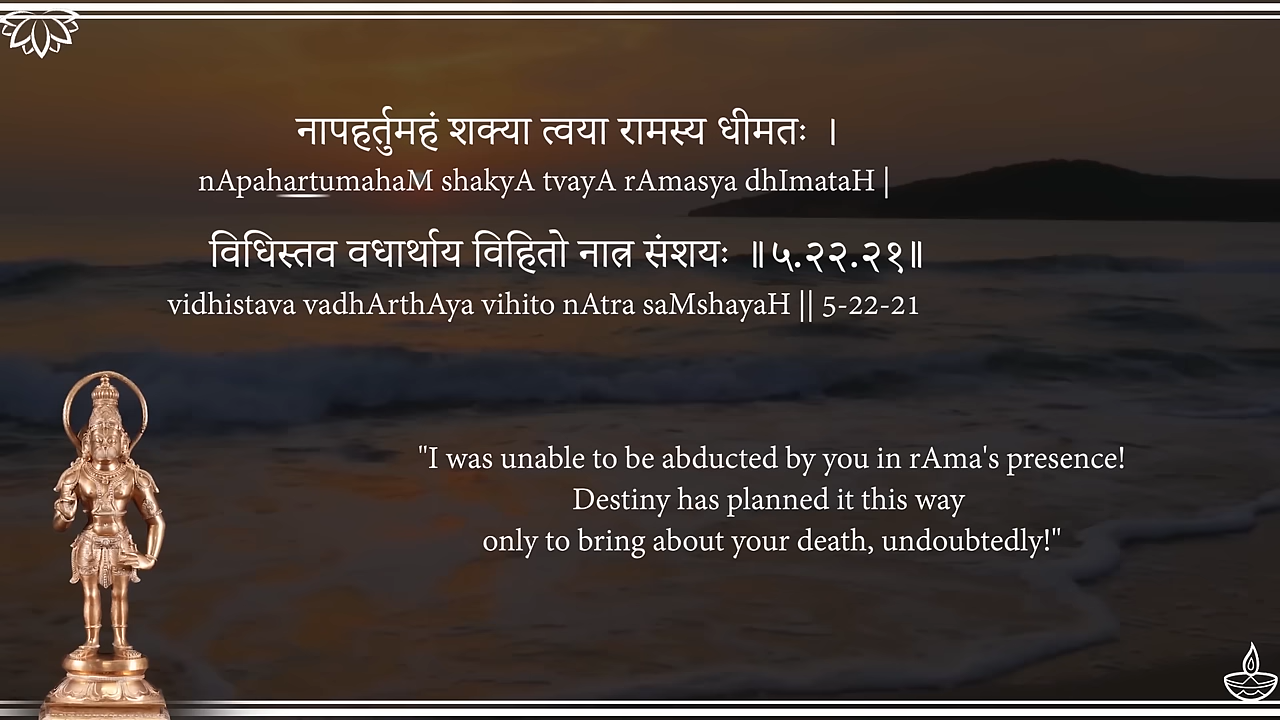 नापहर्तुमहं शक्या त्वया रामस्य धीमतः ।
nApahartumahaM shakyA tvayA rAmasya dhImataH |
विधिस्तव वधार्थाय विहितो नात्र संशयः ॥५.२२.२१॥
vidhistava vadhArthAya vihito nAtra saMshayaH || 5-22-21
"I was unable to be abducted by you in rAma's presence!
Destiny has planned it this way
only to bring about your death, undoubtedly!"